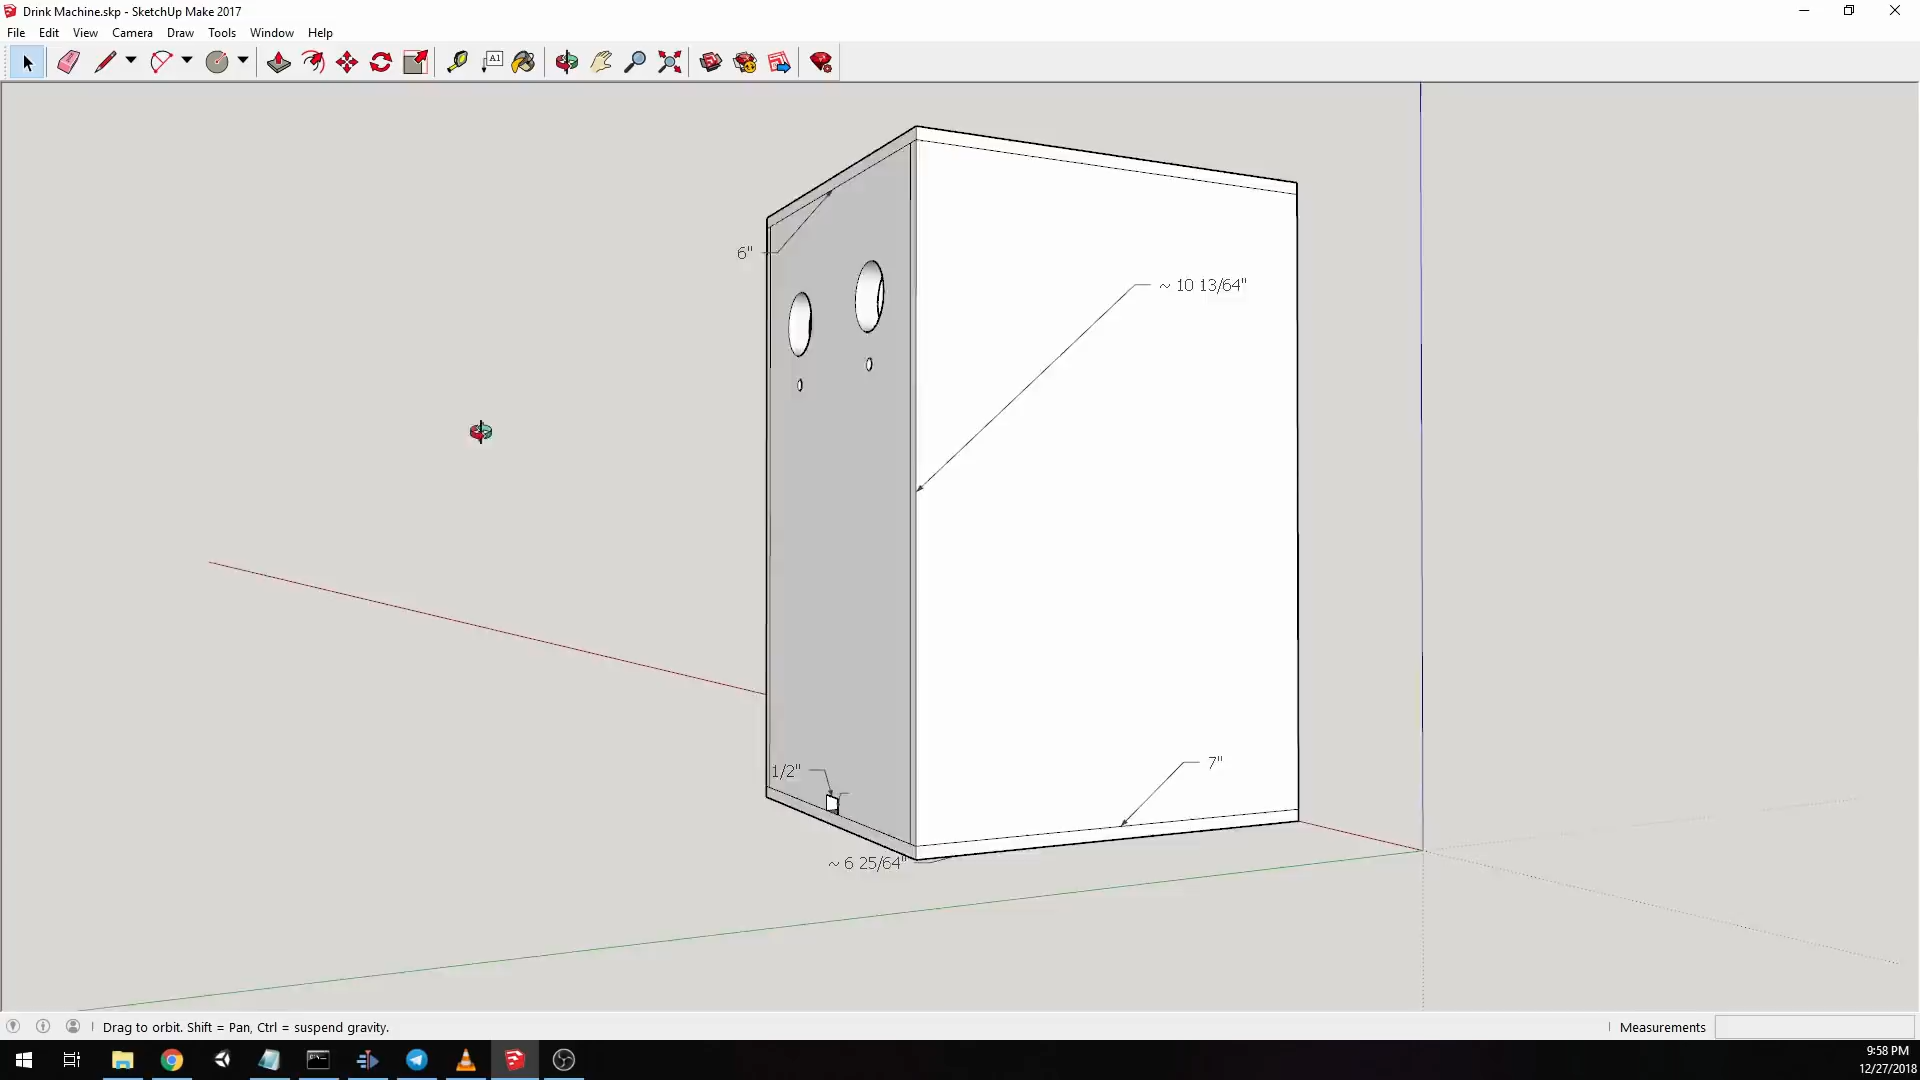 Drink Machine.skp - SketchUp Make 2017
File Edit View Camera Draw Tools Window Help
A1
6"
~ 10 13/64"
7"
1/2"
~ 6 25/64"
Drag to orbit. Shift = Pan, Ctrl = suspend gravity.
Measurements
9:58 PM
12/27/2018